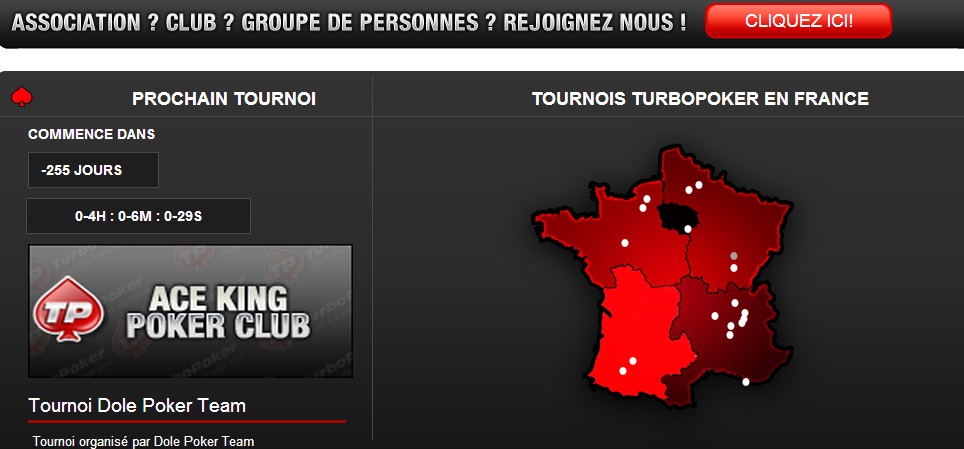 ASSOCIATION ? CLUB ? GROUPE DE PERSONNES ? REJOIGNEZ NOUS !
CLIQUEZ ICI!
PROCHAIN TOURNOI
COMMENCE DANS
-255 JOURS
0-4H : 0-6M : 0-29S
TP
ACE KING
POKER CLUB
Tournoi Dole Poker Team
Tournoi organisé par Dole Poker Team
TOURNOIS TURBOPOKER EN FRANCE